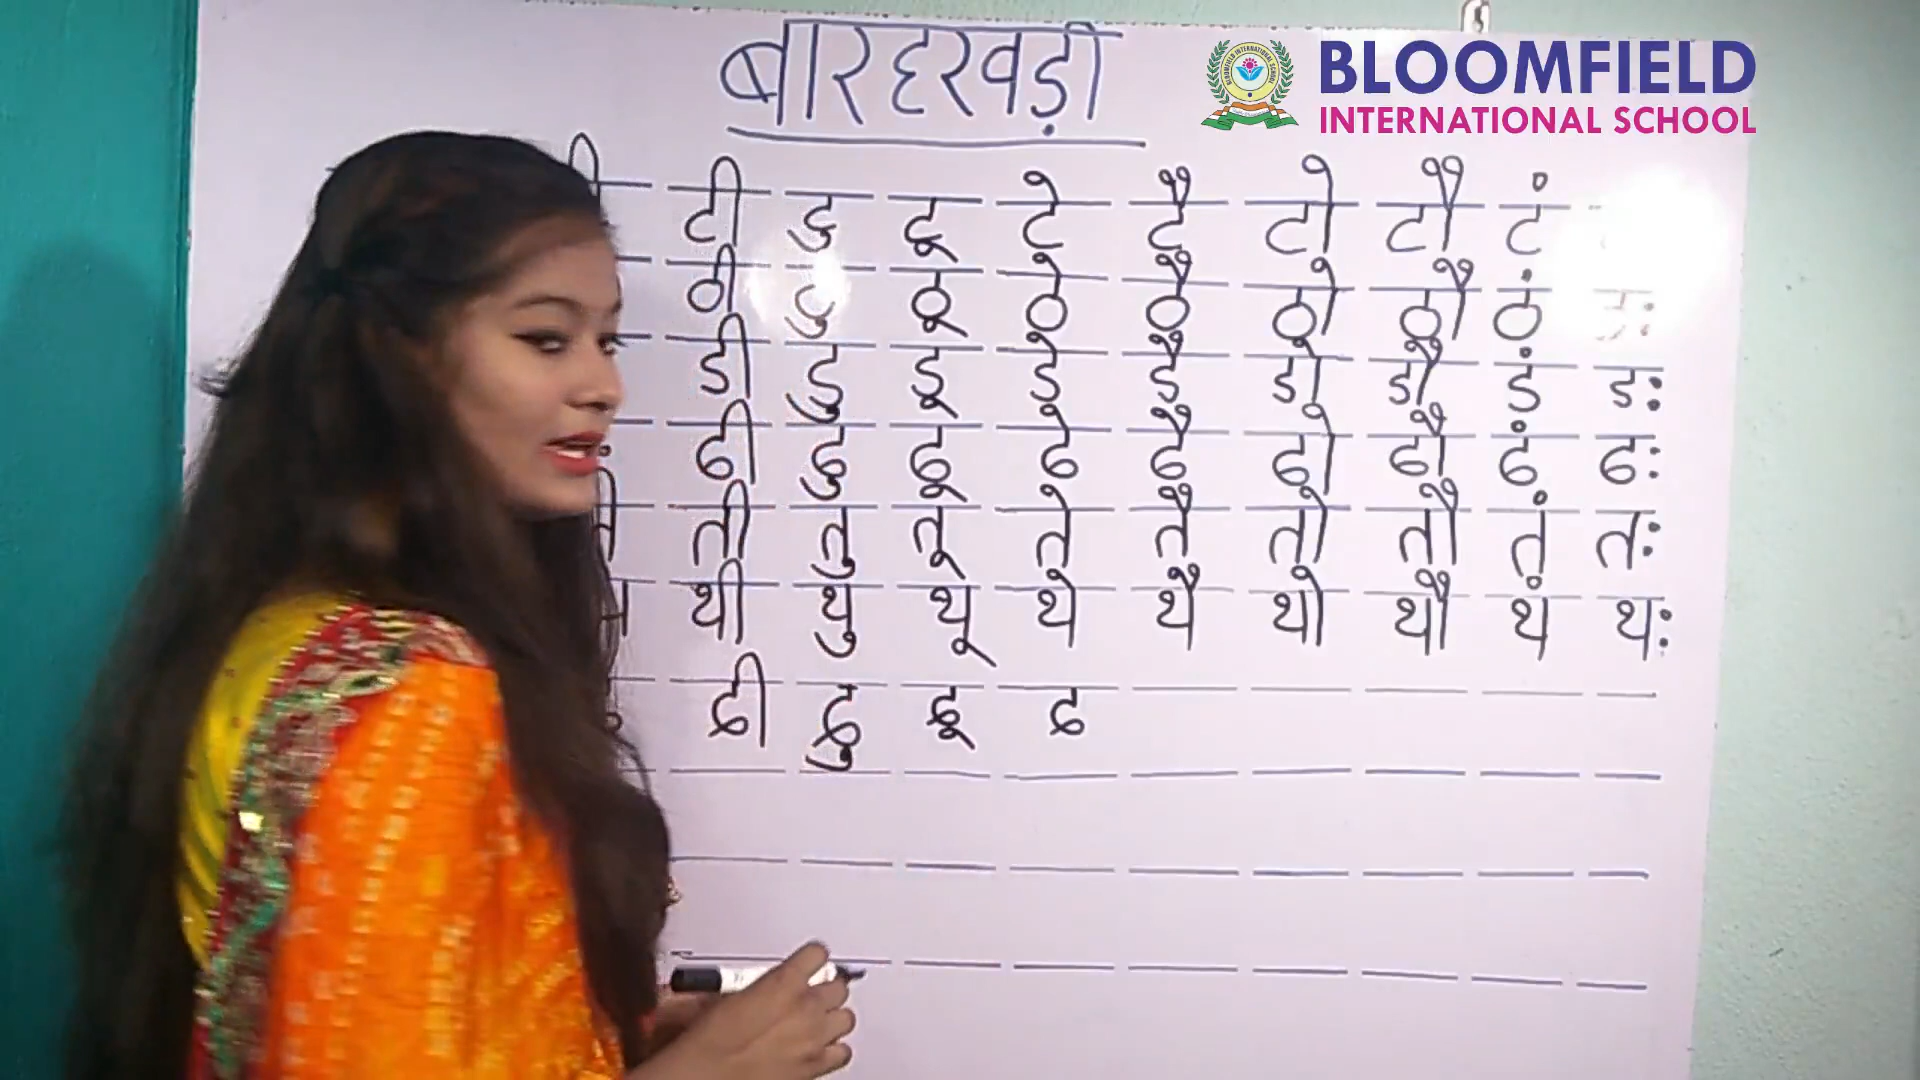 बारहखड़ी
BLOOMFIELD
INTERNATIONAL SCHOOL
टी टु टू टे टै टो टौ टं
ठी ठु ठू ठे ठै ठो ठौ ठं ठः
डी डु डू डे डै डो डौ डं डः
ढी ढु ढू ढे ढै ढो ढौ ढं ढः
ती तु तू ते तै तो तौ तं तः
थी थु थू थे थै थो थौ थं थः
दी दु दू द